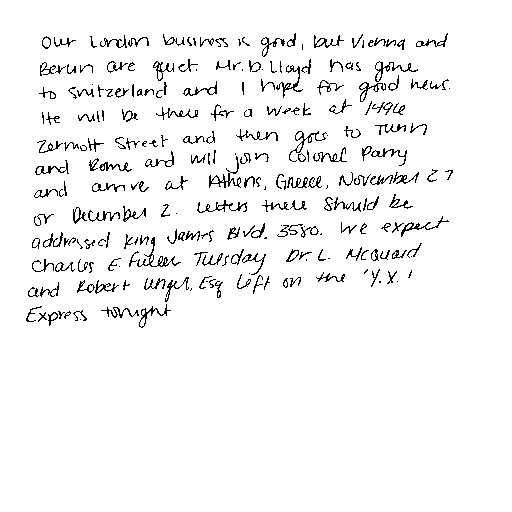 Our London business is good, but Vienna and
Berlin are quiet. Mr. D. Lloyd has gone
to Switzerland and I hope for good news.
He will be there for a week at 1496
Zermott Street and then goes to Turin
and Rome and will join Colonel Parry
and arrive at Athens, Greece, November 27
or December 2. Letters there should be
addressed King James Blvd. 3580. We expect
Charles E. Fuller Tuesday Dr. L. McQuaid
and Robert Unger, Esq left on the 'Y.X.'
Express tonight